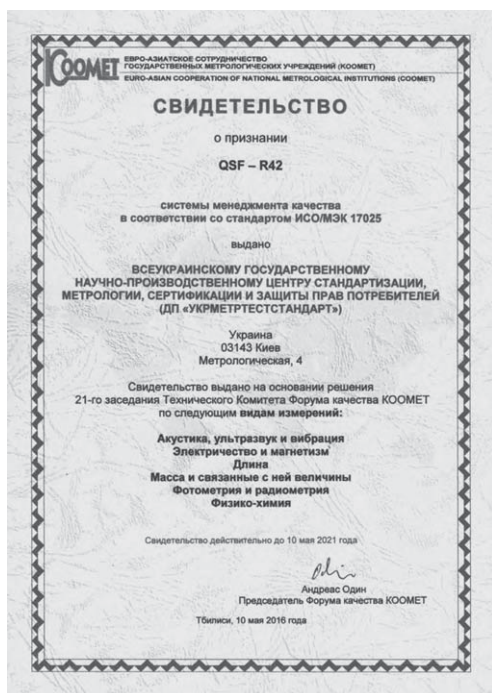 КООМЕТ
ЕВРО-АЗИАТСКОЕ СОТРУДНИЧЕСТВО
ГОСУДАРСТВЕННЫХ МЕТРОЛОГИЧЕСКИХ УЧРЕЖДЕНИЙ (КООМЕТ)
EURO-ASIAN COOPERATION OF NATIONAL METROLOGICAL INSTITUTIONS (COOMET)
СВИДЕТЕЛЬСТВО
о признании
QSF – R42
системы менеджмента качества
в соответствии со стандартом ИСО/МЭК 17025
выдано
ВСЕУКРАИНСКОМУ ГОСУДАРСТВЕННОМУ
НАУЧНО-ПРОИЗВОДСТВЕННОМУ ЦЕНТРУ СТАНДАРТИЗАЦИИ,
МЕТРОЛОГИИ, СЕРТИФИКАЦИИ И ЗАЩИТЫ ПРАВ ПОТРЕБИТЕЛЕЙ
(ДП «УКРМЕТРТЕСТСТАНДАРТ»)
Украина
03143 Киев
Метрологическая, 4
Свидетельство выдано на основании решения
21-го заседания Технического Комитета Форума качества КООМЕТ
по следующим видам измерений:
Акустика, ультразвук и вибрация
Электричество и магнетизм
Длина
Масса и связанные с ней величины
Фотометрия и радиометрия
Физико-химия
Свидетельство действительно до 10 мая 2021 года
Андреас Один
Председатель Форума качества КООМЕТ
Тбилиси, 10 мая 2016 года